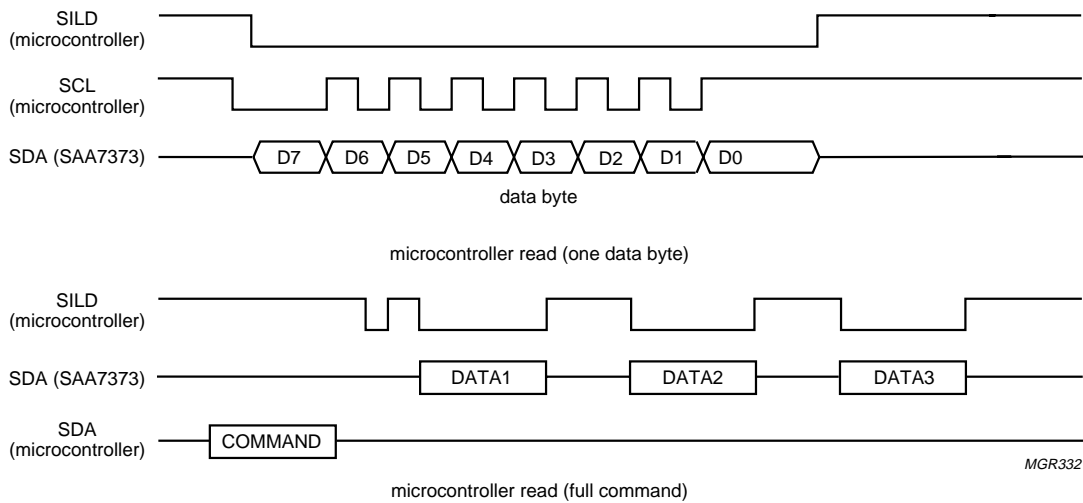 SILD
(microcontroller)
SCL
(microcontroller)
SDA (SAA7373)
D7 D6 D5 D4 D3 D2 D1 D0
data byte
microcontroller read (one data byte)
SILD
(microcontroller)
SDA (SAA7373)
DATA1 DATA2 DATA3
SDA
(microcontroller)
COMMAND
MGR332
microcontroller read (full command)